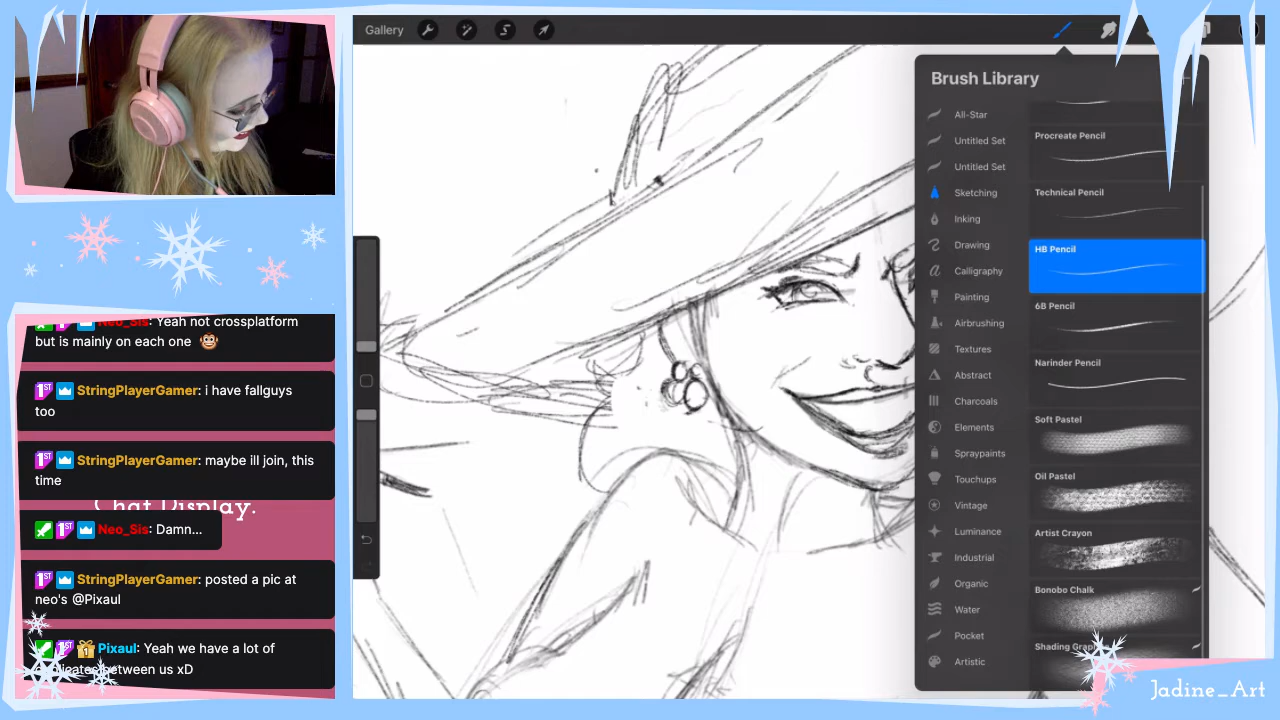 Neo_Sis: Yeah not crossplatform
but is mainly on each one
StringPlayerGamer: i have fallguys
too
StringPlayerGamer: maybe ill join, this
time
Chat Display.
Neo_Sis: Damn...
StringPlayerGamer: posted a pic at
neo's @Pixaul
Pixaul: Yeah we have a lot of
between us xD
Gallery
Brush Library
All-Star
Untitled Set
Untitled Set
Sketching
Inking
Drawing
Calligraphy
Painting
Airbrushing
Textures
Abstract
Charcoals
Elements
Spraypaints
Touchups
Vintage
Luminance
Industrial
Organic
Water
Pocket
Artistic
Procreate Pencil
Technical Pencil
HB Pencil
6B Pencil
Narinder Pencil
Soft Pastel
Oil Pastel
Artist Crayon
Bonobo Chalk
Shading
Jadine_Art